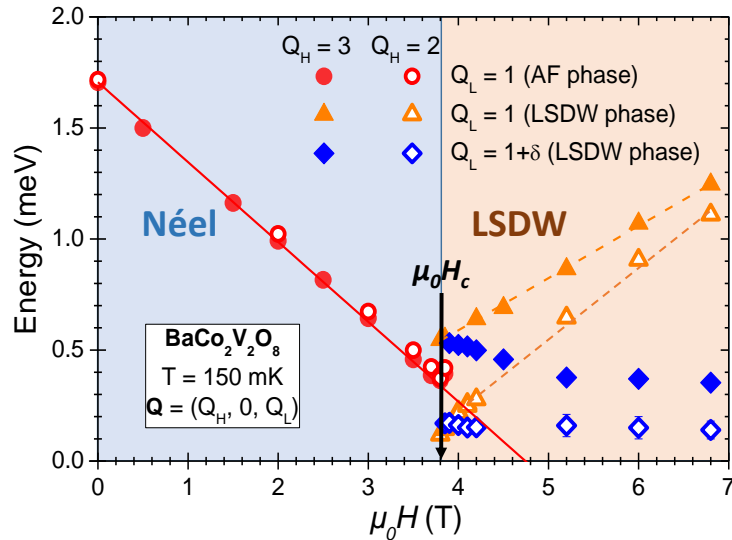 2.0
1.5
1.0
0.5
0.0
Energy (meV)
Q_H = 3 Q_H = 2
Q_L = 1 (AF phase)
Q_L = 1 (LSDW phase)
Q_L = 1+δ (LSDW phase)
Néel
LSDW
μ₀H_c
BaCo₂V₂O₈
T = 150 mK
Q = (Q_H, 0, Q_L)
0 1 2 3 4 5 6 7
μ₀H (T)